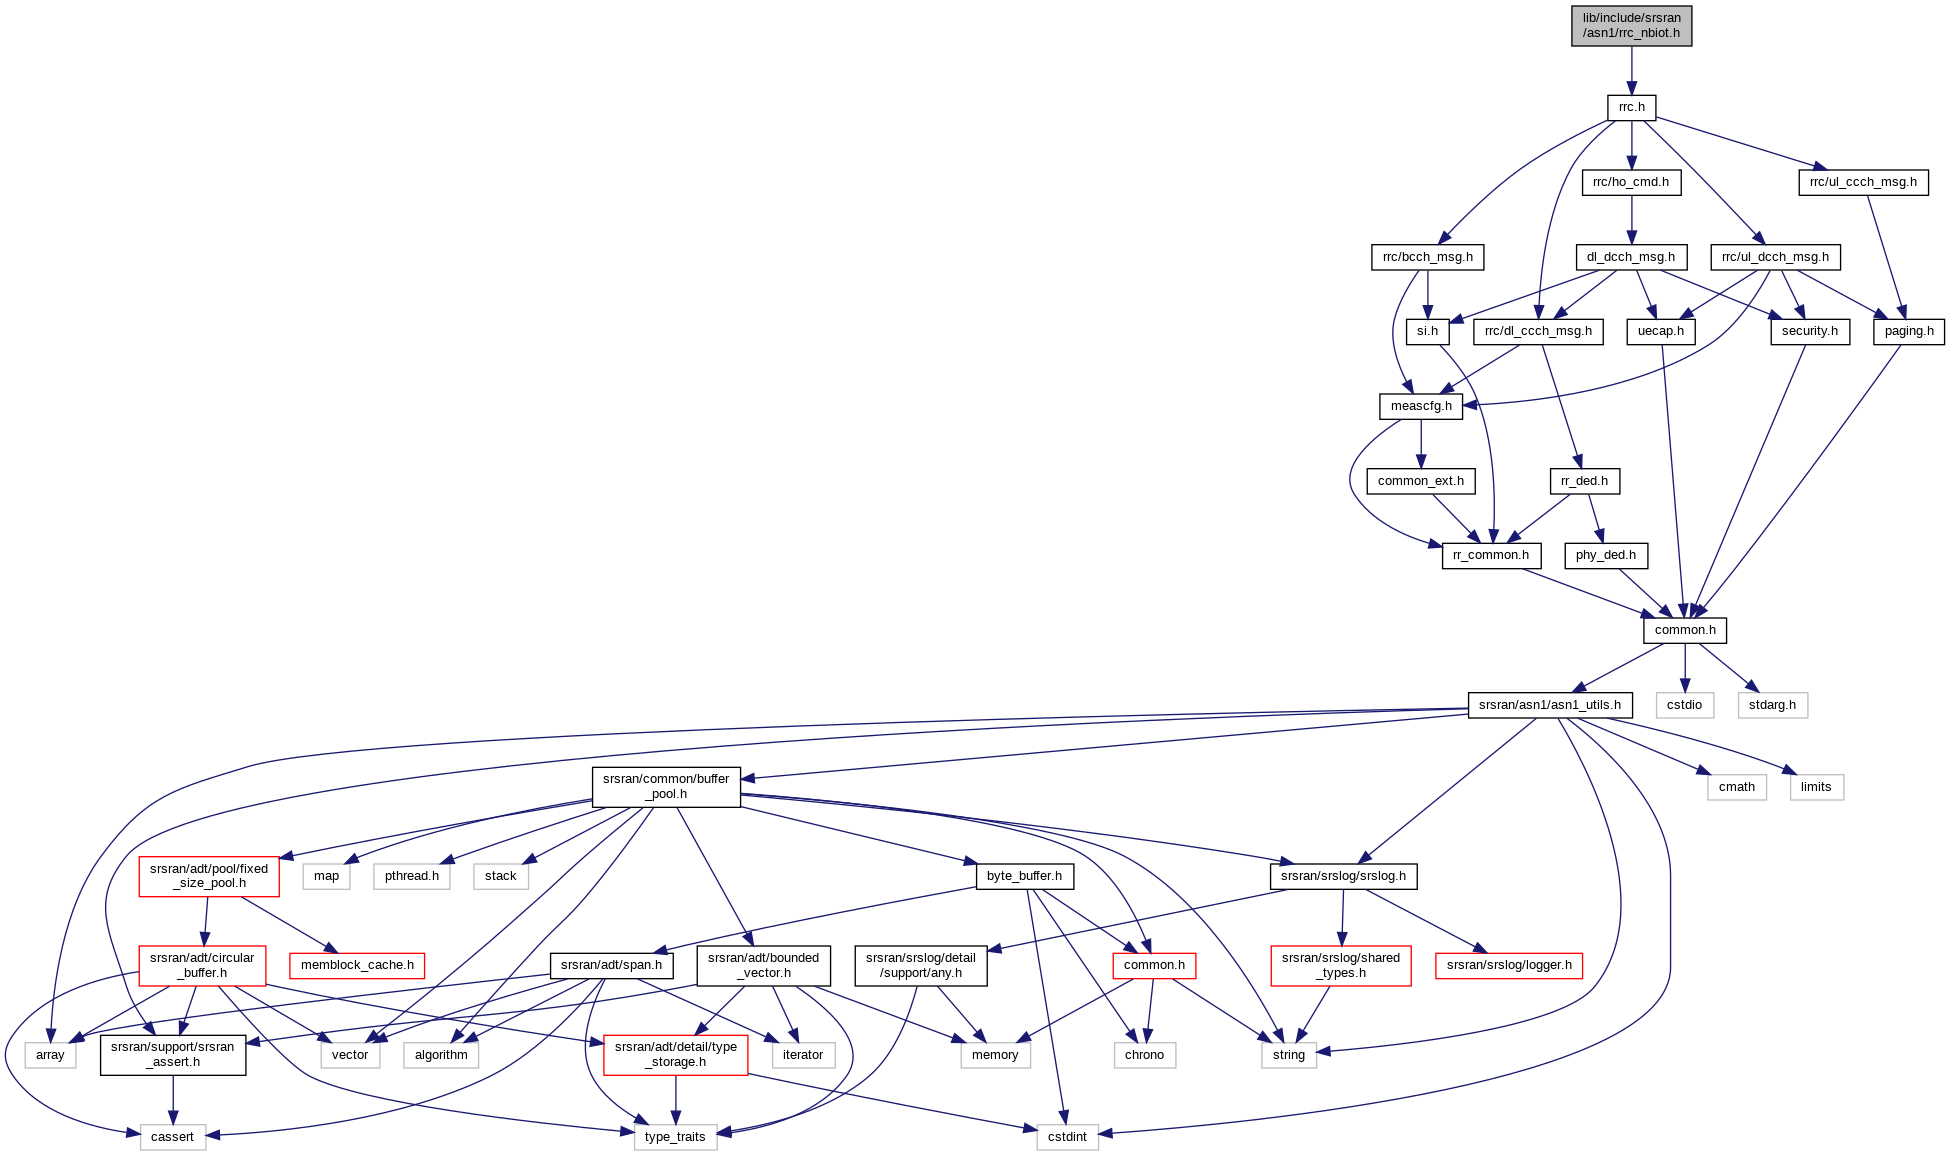 lib/include/srsran
/asn1/rrc_nbiot.h
rrc.h
rrc/ho_cmd.h
rrc/ul_ccch_msg.h
rrc/bcch_msg.h
dl_dcch_msg.h
rrc/ul_dcch_msg.h
si.h
rrc/dl_ccch_msg.h
uecap.h
security.h
paging.h
meascfg.h
common_ext.h
rr_ded.h
rr_common.h
phy_ded.h
common.h
srsran/asn1/asn1_utils.h
cstdio
stdarg.h
srsran/common/buffer
_pool.h
cmath
limits
srsran/adt/pool/fixed
_size_pool.h
map
pthread.h
stack
byte_buffer.h
srsran/srslog/srslog.h
srsran/adt/circular
_buffer.h
memblock_cache.h
srsran/adt/span.h
srsran/adt/bounded
_vector.h
srsran/srslog/detail
/support/any.h
common.h
srsran/srslog/shared
_types.h
srsran/srslog/logger.h
array
srsran/support/srsran
_assert.h
vector
algorithm
srsran/adt/detail/type
_storage.h
iterator
memory
chrono
string
cassert
type_traits
cstdint